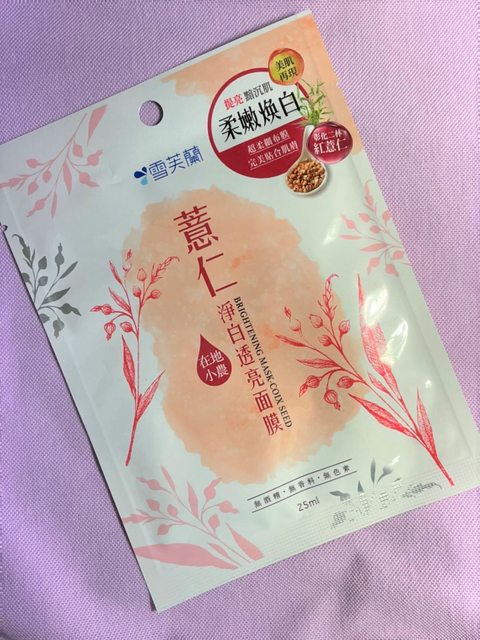 美肌
再現
提亮 黯沉肌
柔嫩煥白
超柔細布膜
完美貼合肌膚
彰化二林
紅薏仁
雪芙蘭
薏仁
淨白透亮面膜
BRIGHTENING MASK-COIX SEED
在地
小農
無酒精・無香料・無色素
25ml